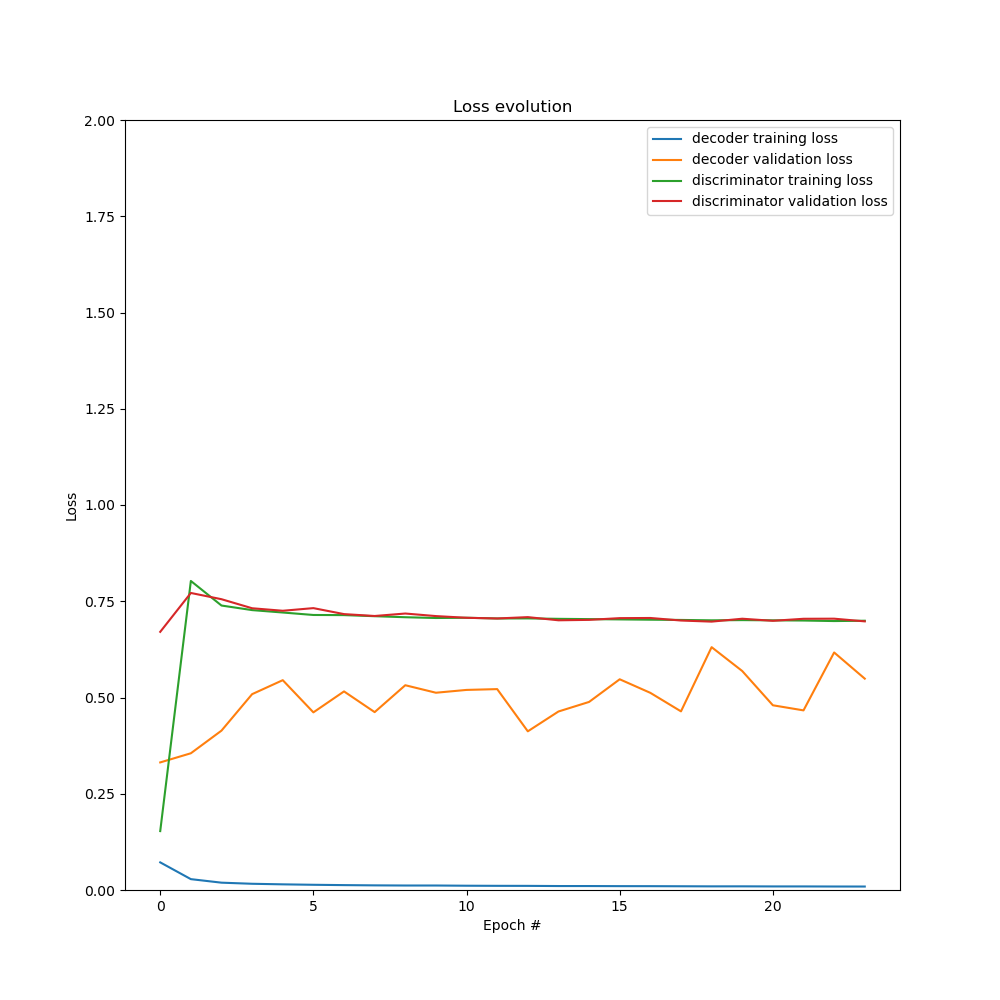 Loss evolution
2.00
1.75
1.50
1.25
1.00
0.75
0.50
0.25
0.00
Loss
decoder training loss
decoder validation loss
discriminator training loss
discriminator validation loss
0 5 10 15 20
Epoch #